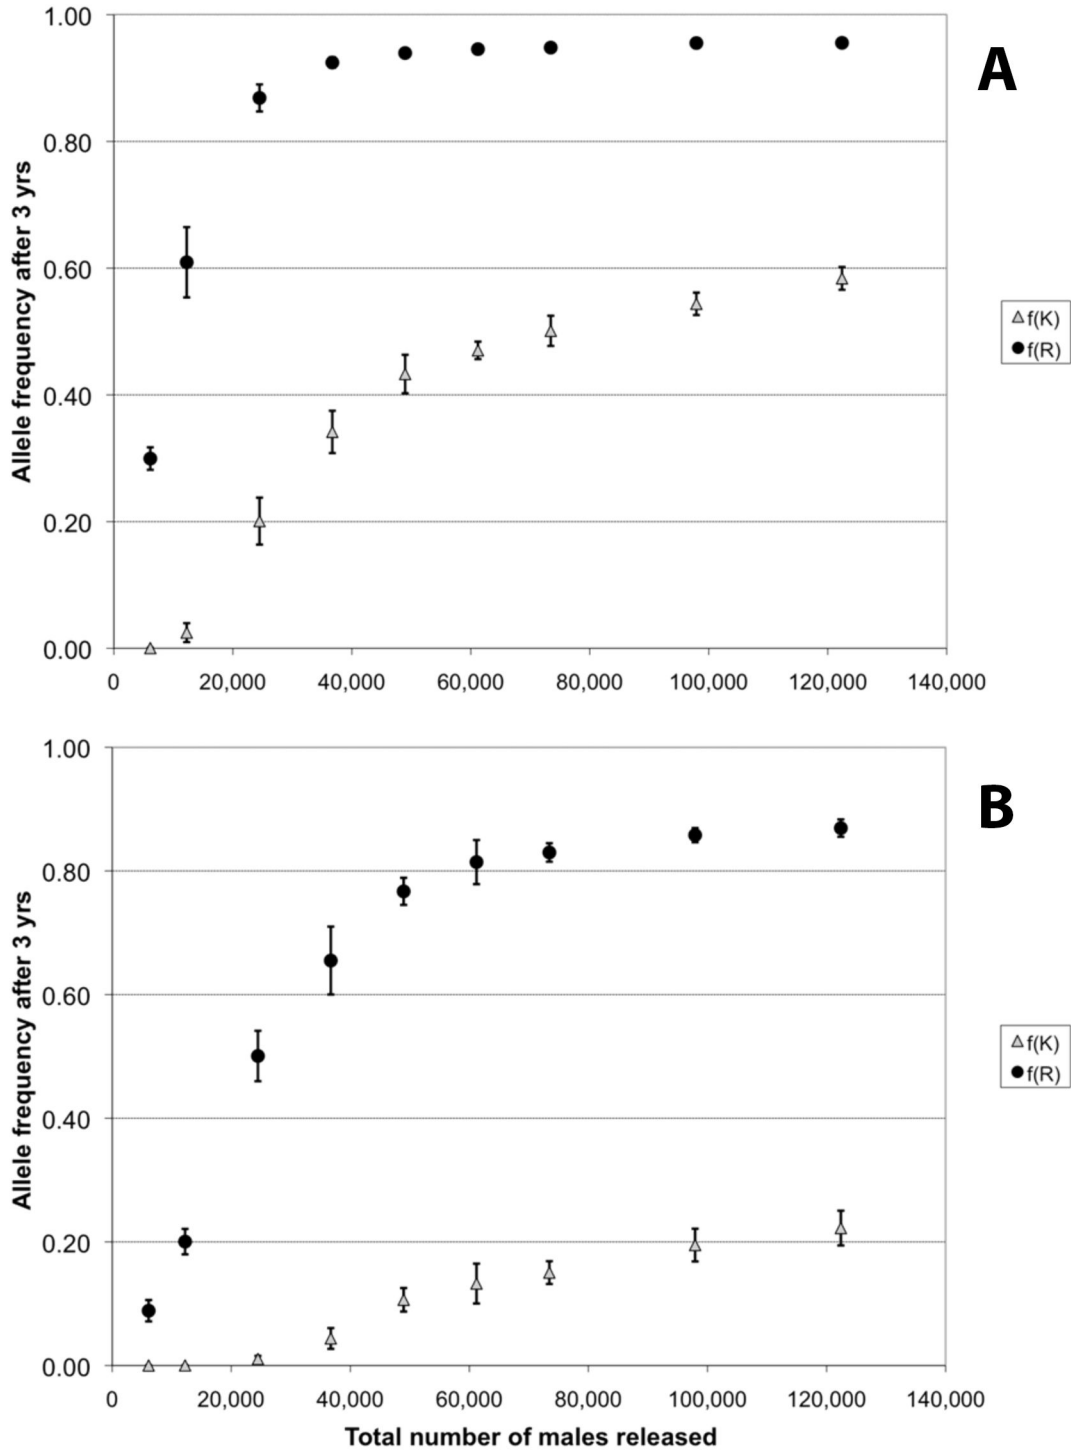 1.00
A
0.80
0.60
0.40
0.20
0.00
Allele frequency after 3 yrs
△ f(K)
● f(R)
0 20,000 40,000 60,000 80,000 100,000 120,000 140,000
1.00
B
0.80
0.60
0.40
0.20
0.00
Allele frequency after 3 yrs
△ f(K)
● f(R)
0 20,000 40,000 60,000 80,000 100,000 120,000 140,000
Total number of males released